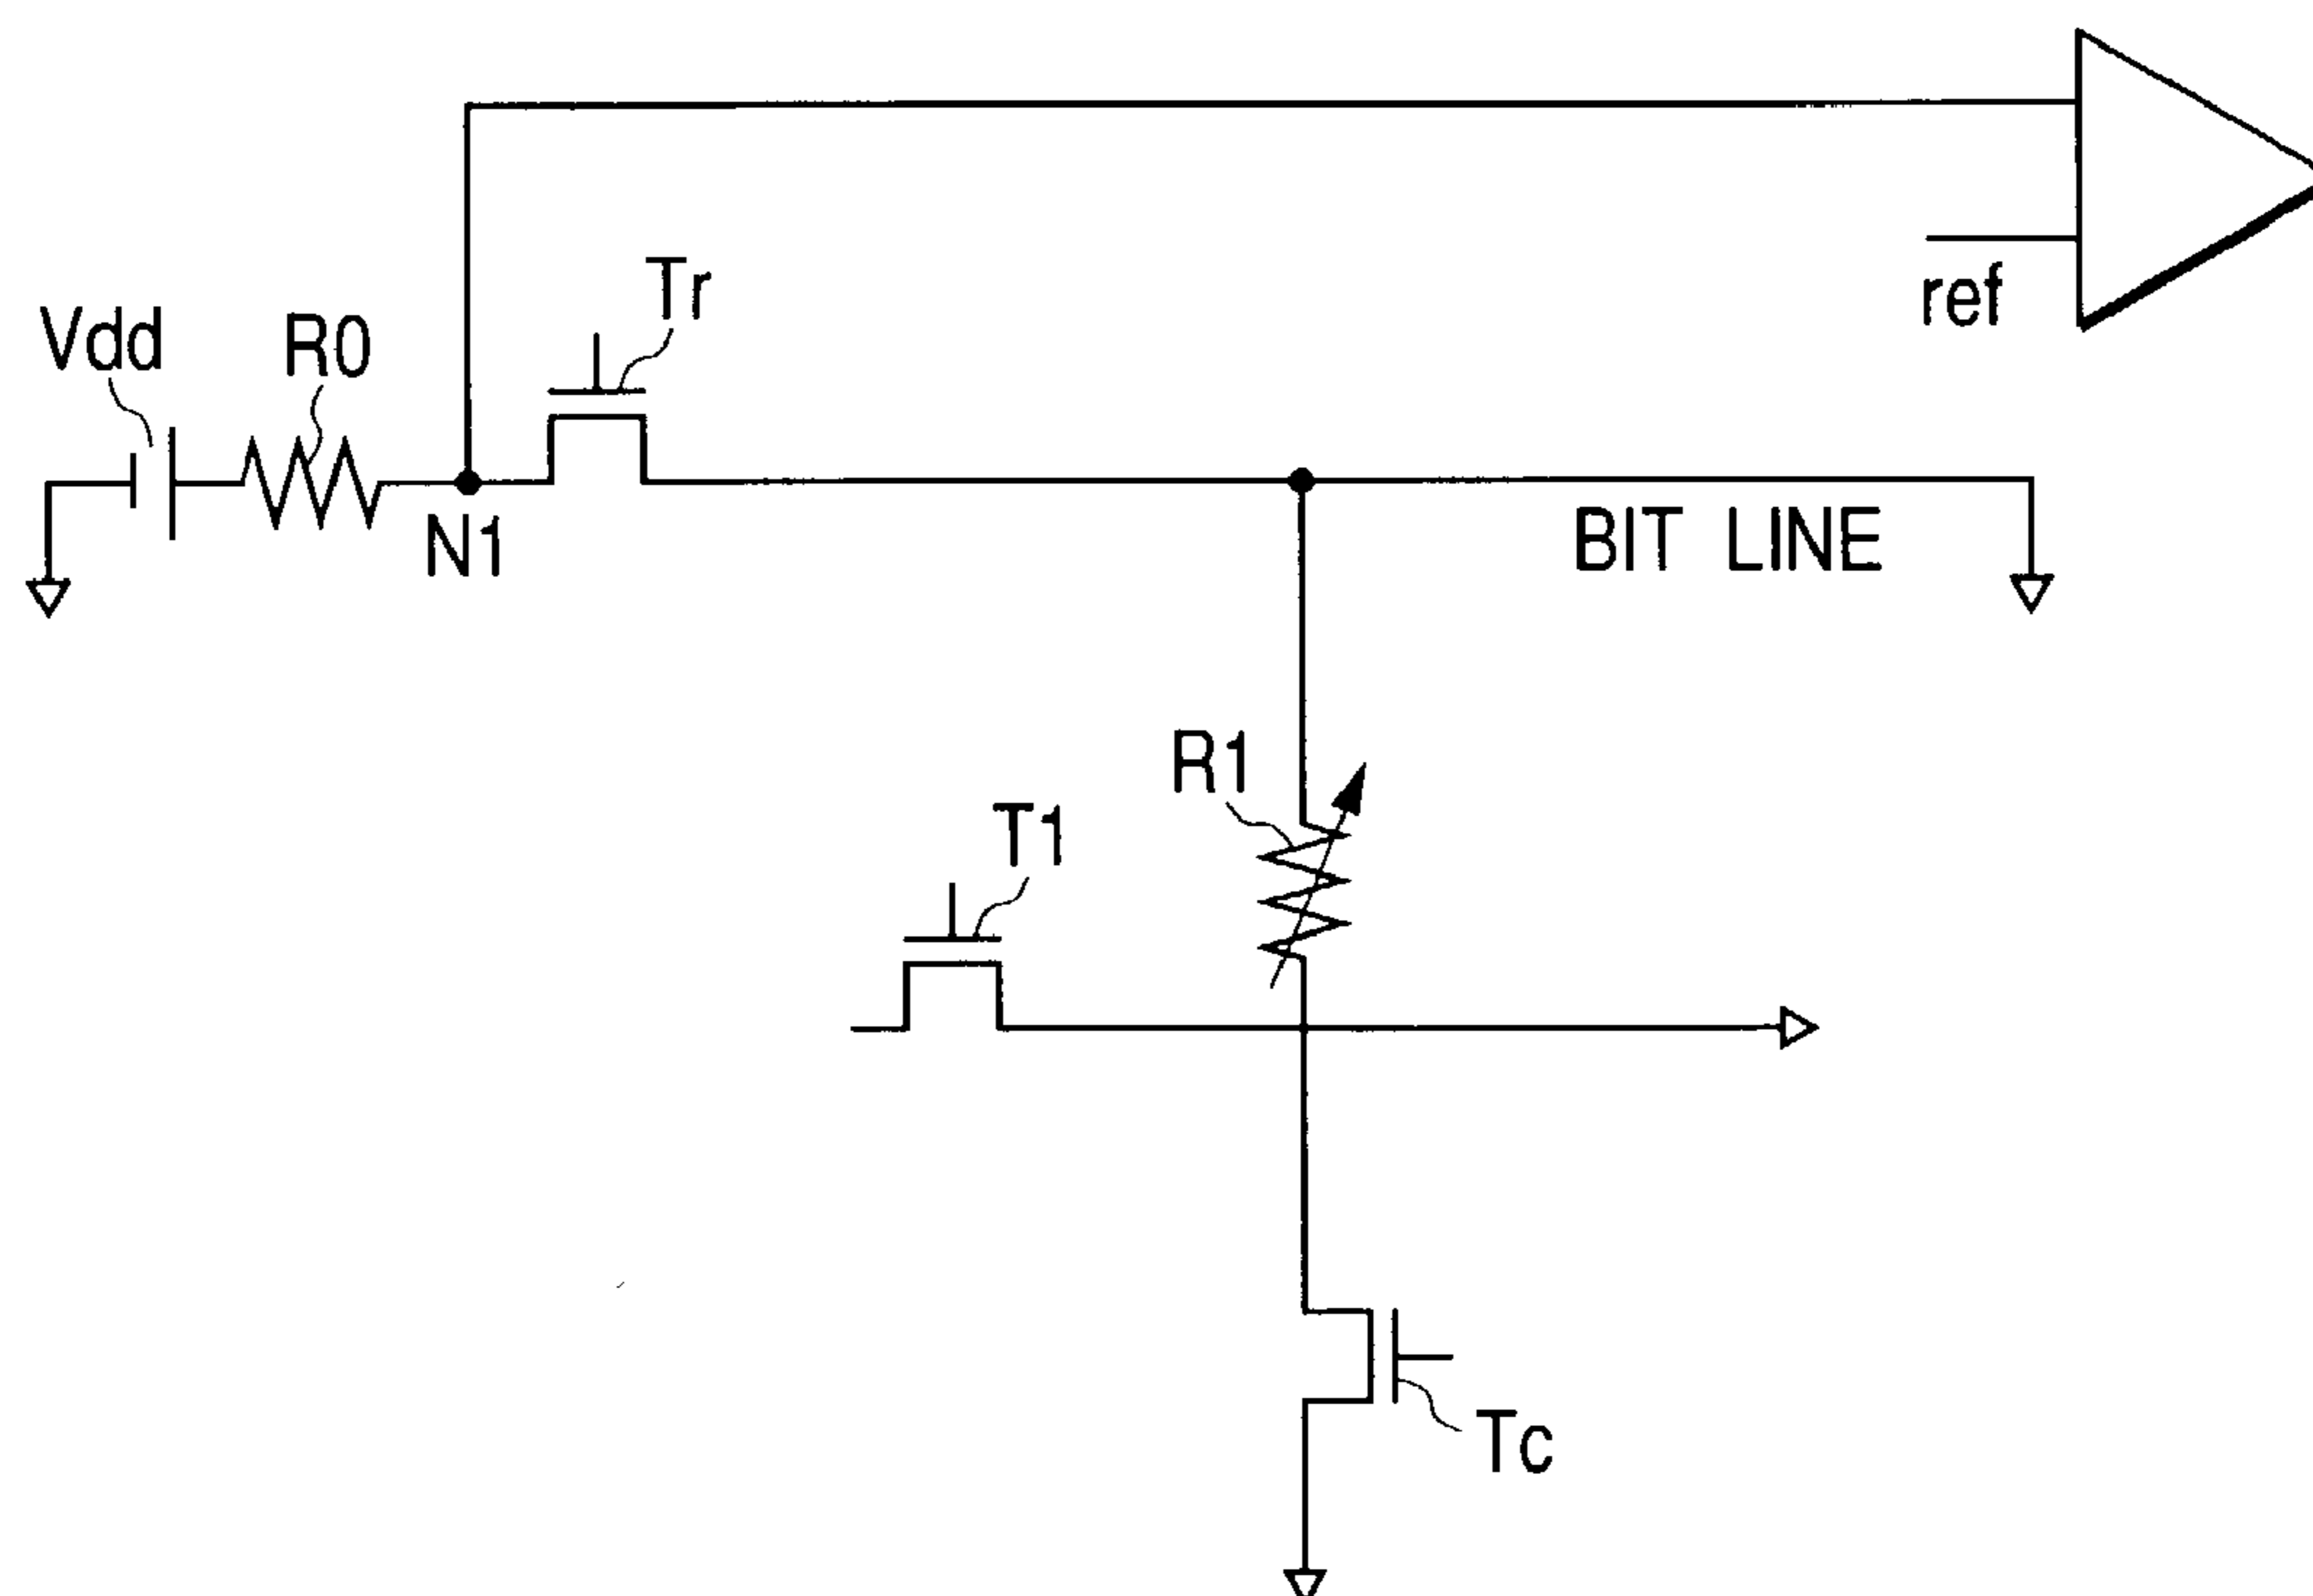 Tr
ref
Vdd
R0
N1
BIT LINE
R1
T1
Tc